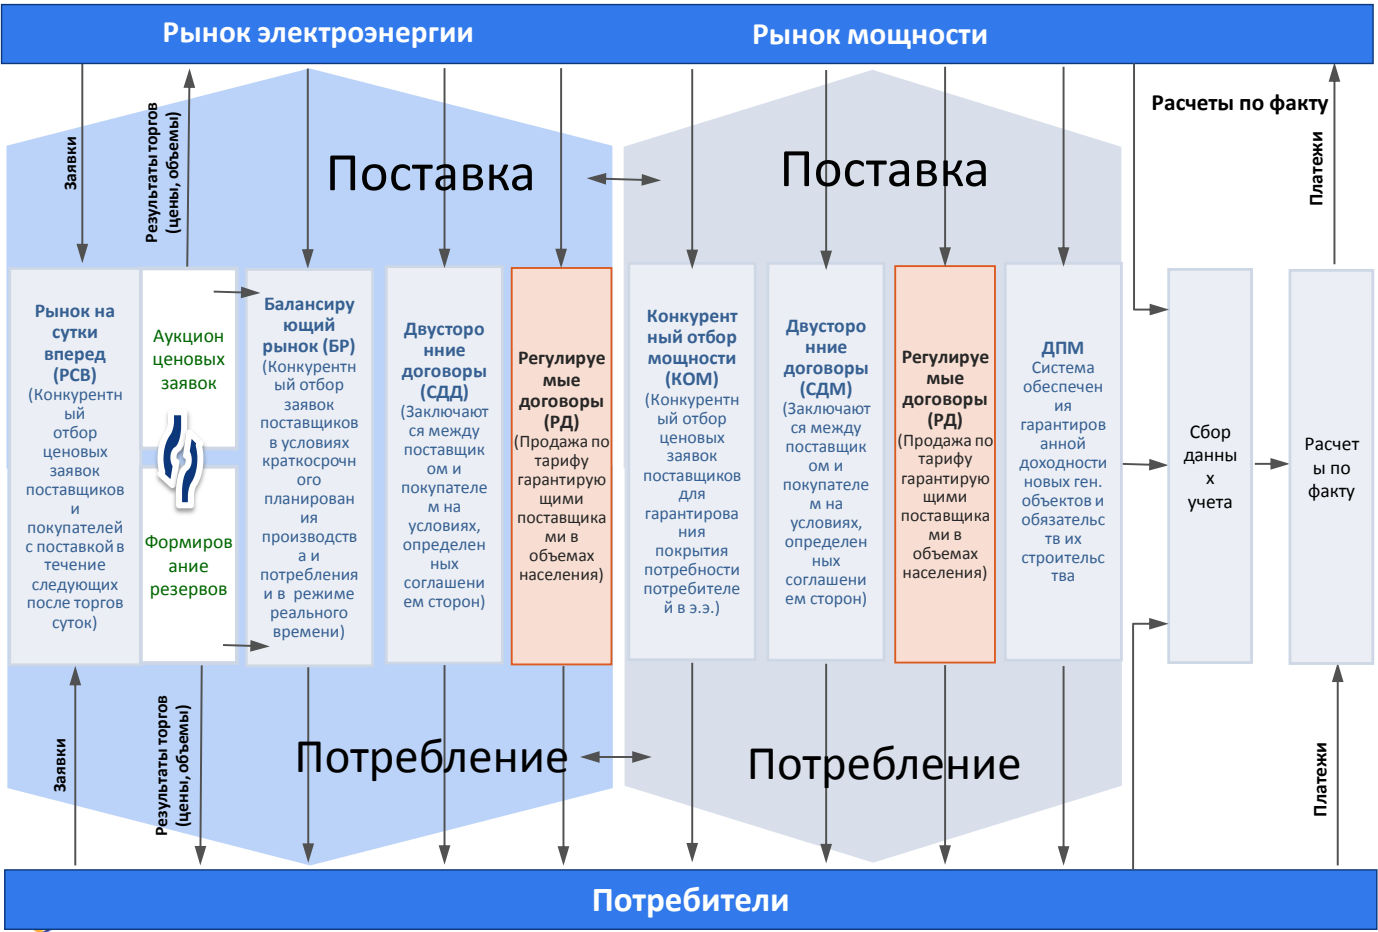 Рынок электроэнергии
Рынок мощности
Расчеты по факту
Заявки
Результаты торгов
(цены, объемы)
Платежи
Поставка
Поставка
Рынок на
сутки
вперед
(РСВ)
(Конкурентн
ый
отбор
ценовых
заявок
поставщиков
и
покупателей
с поставкой в
течение
следующих
после торгов
суток)
Аукцион
ценовых
заявок
Формиров
ание
резервов
Балансиру
ющий
рынок (БР)
(Конкурентн
ый отбор
заявок
поставщиков
в условиях
краткосрочн
ого
планирован
ия
производств
а и
потребления
и в режиме
реального
времени)
Двусторо
нние
договоры
(СДД)
(Заключают
ся между
поставщик
ом и
покупателе
м на
условиях,
определен
ных
соглашени
ем сторон)
Регулируе
мые
договоры
(РД)
(Продажа по
тарифу
гарантирую
щими
поставщика
ми в
объемах
населения)
Конкурент
ный отбор
мощности
(КОМ)
(Конкурентн
ый отбор
ценовых
заявок
поставщиков
для
гарантирова
ния
покрытия
потребности
потребителе
й в э.э.)
Двусторо
нние
договоры
(СДМ)
(Заключают
ся между
поставщик
ом и
покупателе
м на
условиях,
определен
ных
соглашени
ем сторон)
Регулируе
мые
договоры
(РД)
(Продажа по
тарифу
гарантирую
щими
поставщика
ми в
объемах
населения)
ДПМ
Система
обеспечен
ия
гарантиров
анной
доходности
новых ген.
объектов и
обязательс
тв их
строительс
тва
Сбор
данны
х
учета
Расчет
ы по
факту
Потребление
Потребление
Заявки
Результаты торгов
(цены, объемы)
Платежи
Потребители